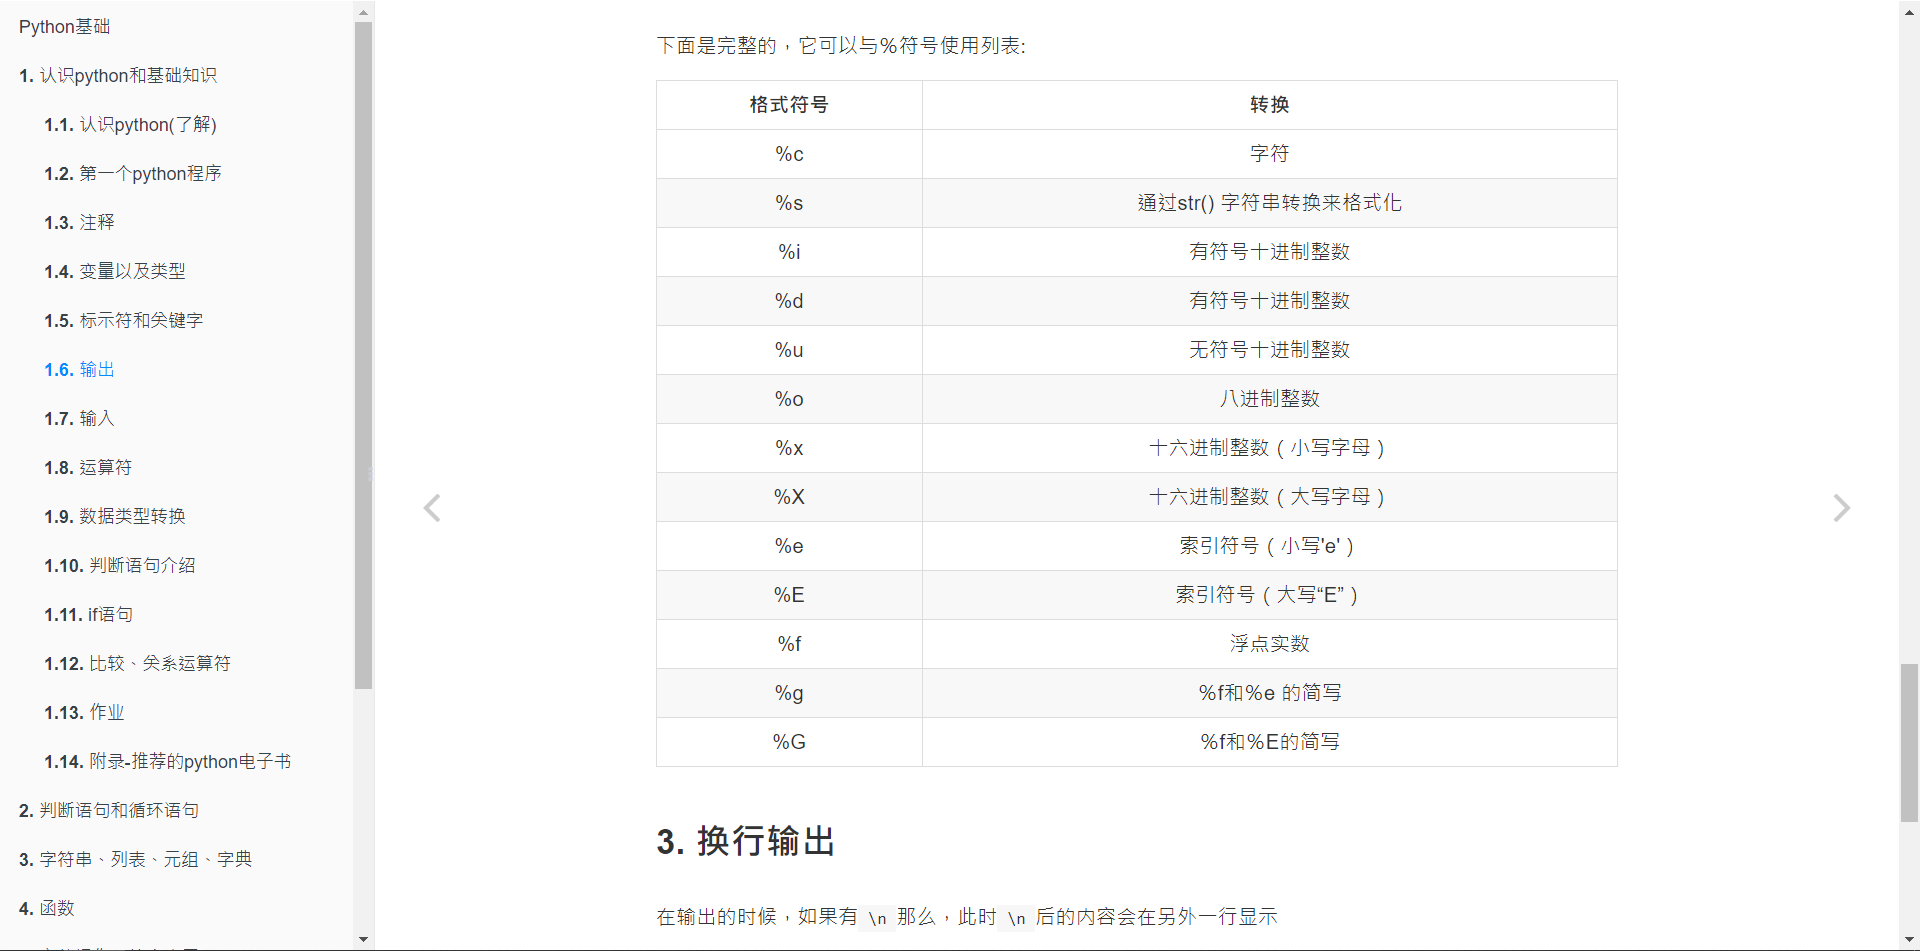 Python基础
1. 认识python和基础知识
1.1. 认识python(了解)
1.2. 第一个python程序
1.3. 注释
1.4. 变量以及类型
1.5. 标示符和关键字
1.6. 输出
1.7. 输入
1.8. 运算符
1.9. 数据类型转换
1.10. 判断语句介绍
1.11. if语句
1.12. 比较、关系运算符
1.13. 作业
1.14. 附录-推荐的python电子书
2. 判断语句和循环语句
3. 字符串、列表、元组、字典
4. 函数
下面是完整的，它可以与%符号使用列表:
格式符号 转换
%c 字符
%s 通过str() 字符串转换来格式化
%i 有符号十进制整数
%d 有符号十进制整数
%u 无符号十进制整数
%o 八进制整数
%x 十六进制整数（小写字母）
%X 十六进制整数（大写字母）
%e 索引符号（小写'e'）
%E 索引符号（大写“E”）
%f 浮点实数
%g %f和%e 的简写
%G %f和%E的简写
3. 换行输出
在输出的时候，如果有 \n 那么，此时 \n 后的内容会在另外一行显示